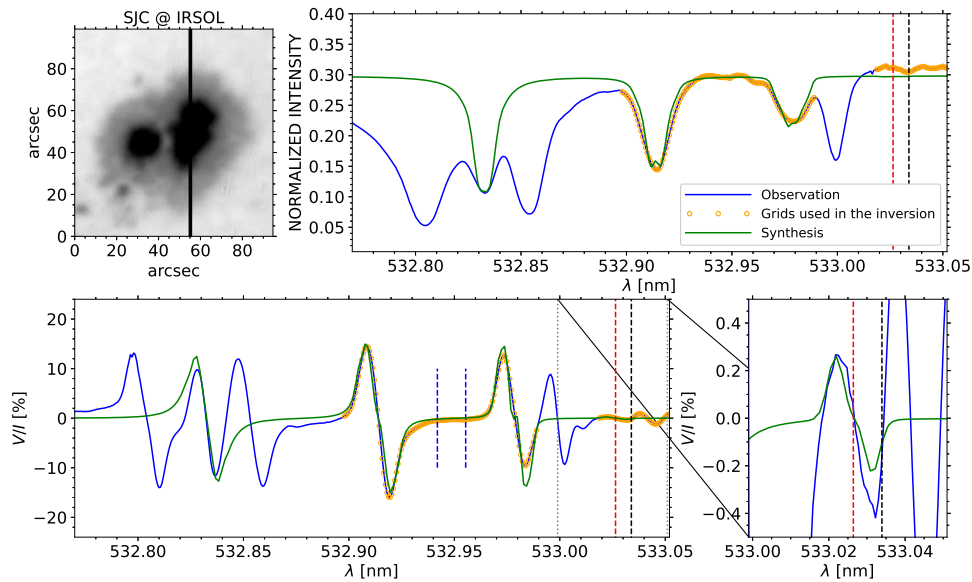 SJC @ IRSOL
arcsec
80
60
40
20
0
0 20 40 60 80
arcsec
NORMALIZED INTENSITY
0.40
0.35
0.30
0.25
0.20
0.15
0.10
0.05
Observation
Grids used in the inversion
Synthesis
532.80 532.85 532.90 532.95 533.00 533.05
λ [nm]
V/I [%]
20
10
0
−10
−20
532.80 532.85 532.90 532.95 533.00 533.05
λ [nm]
V/I [%]
0.4
0.2
0.0
−0.2
−0.4
533.00 533.02 533.04
λ [nm]